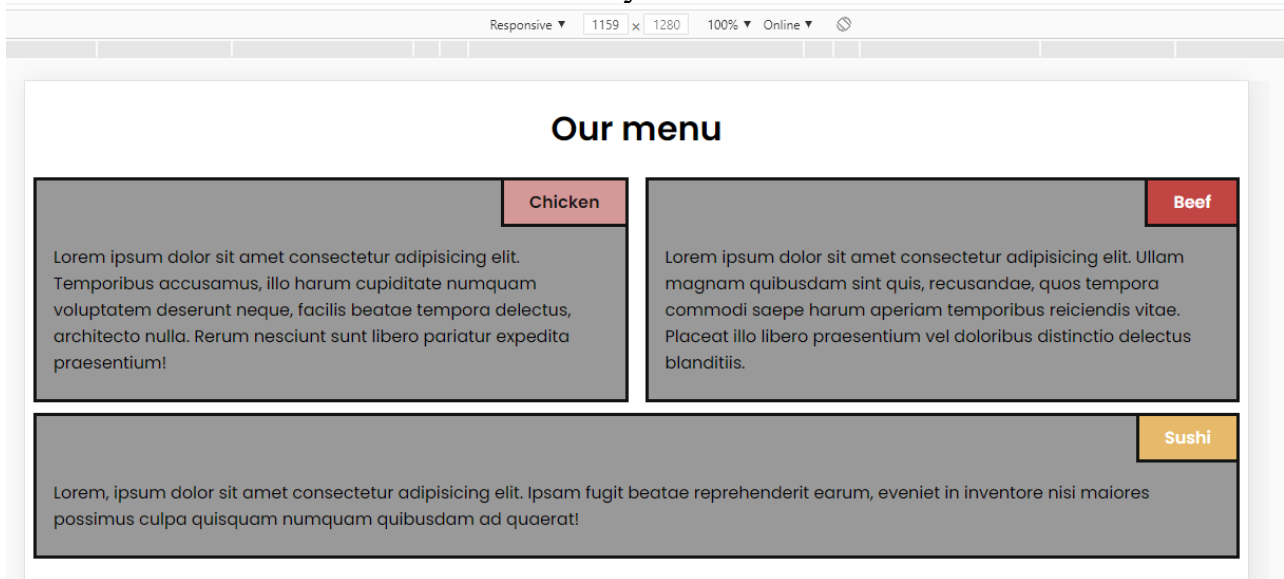 Responsive ▼ 1159 x 1280 100% ▼ Online ▼
Our menu
Chicken
Lorem ipsum dolor sit amet consectetur adipisicing elit.
Temporibus accusamus, illo harum cupiditate numquam
voluptatem deserunt neque, facilis beatae tempora delectus,
architecto nulla. Rerum nesciunt sunt libero pariatur expedita
praesentium!
Beef
Lorem ipsum dolor sit amet consectetur adipisicing elit. Ullam
magnam quibusdam sint quis, recusandae, quos tempora
commodi saepe harum aperiam temporibus reiciendis vitae.
Placeat illo libero praesentium vel doloribus distinctio delectus
blanditiis.
Sushi
Lorem, ipsum dolor sit amet consectetur adipisicing elit. Ipsam fugit beatae reprehenderit earum, eveniet in inventore nisi maiores
possimus culpa quisquam numquam quibusdam ad quaerat!